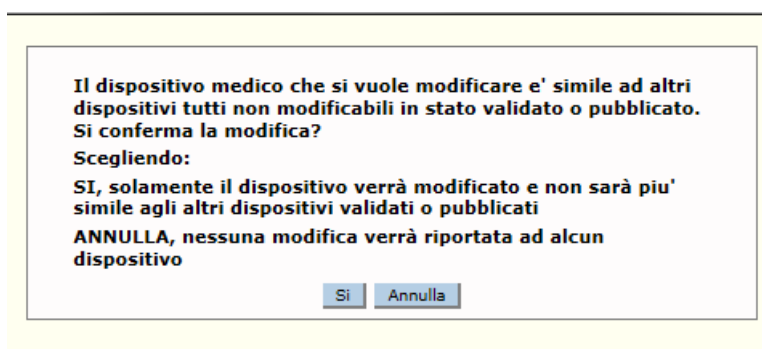 Il dispositivo medico che si vuole modificare e' simile ad altri
dispositivi tutti non modificabili in stato validato o pubblicato.
Si conferma la modifica?
Scegliendo:
SI, solamente il dispositivo verrà modificato e non sarà piu'
simile agli altri dispositivi validati o pubblicati
ANNULLA, nessuna modifica verrà riportata ad alcun
dispositivo
Si Annulla